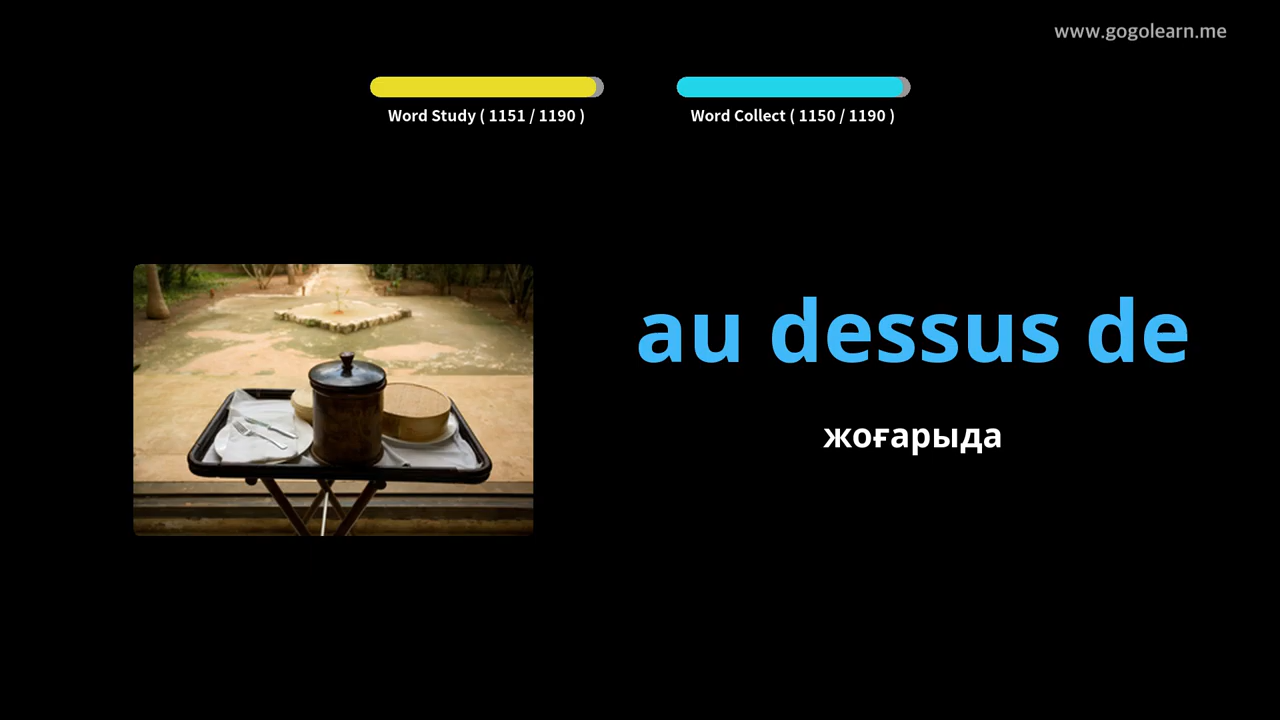 www.gogolearn.me
Word Study ( 1151 / 1190 )
Word Collect ( 1150 / 1190 )
au dessus de
жоғарыда